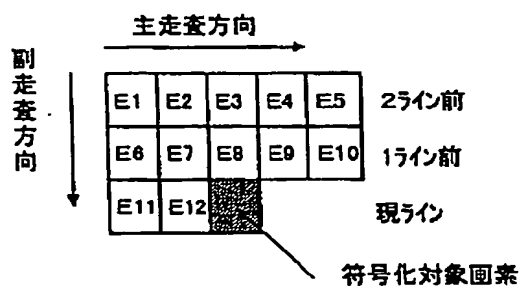 主走査方向
副走査方向
E1 E2 E3 E4 E5 2ライン前
E6 E7 E8 E9 E10 1ライン前
E11 E12 現ライン
符号化対象画素